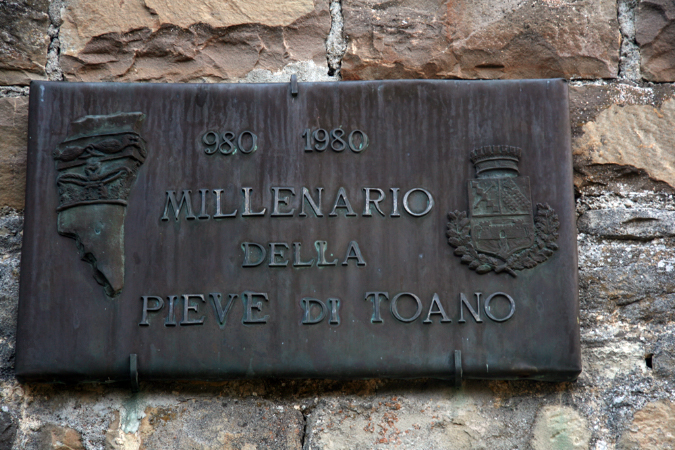 980 1980
MILLENARIO
DELLA
PIEVE DI TOANO